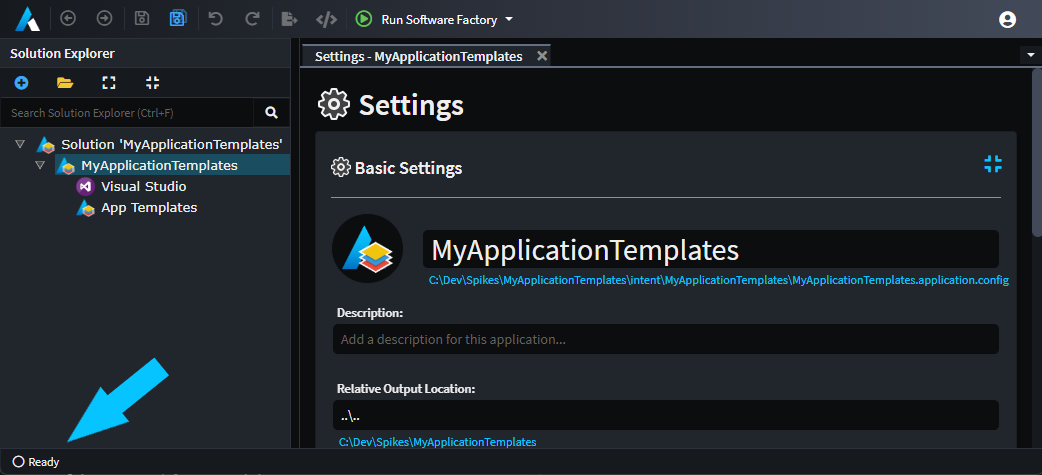 Run Software Factory
Solution Explorer
Settings - MyApplicationTemplates
Search Solution Explorer (Ctrl+F)
Solution 'MyApplicationTemplates'
MyApplicationTemplates
Visual Studio
App Templates
Settings
Basic Settings
MyApplicationTemplates
C:\Dev\Spikes\MyApplicationTemplates\intent\MyApplicationTemplates\MyApplicationTemplates.application.config
Description:
Add a description for this application...
Relative Output Location:
..\..
C:\Dev\Spikes\MyApplicationTemplates
Ready